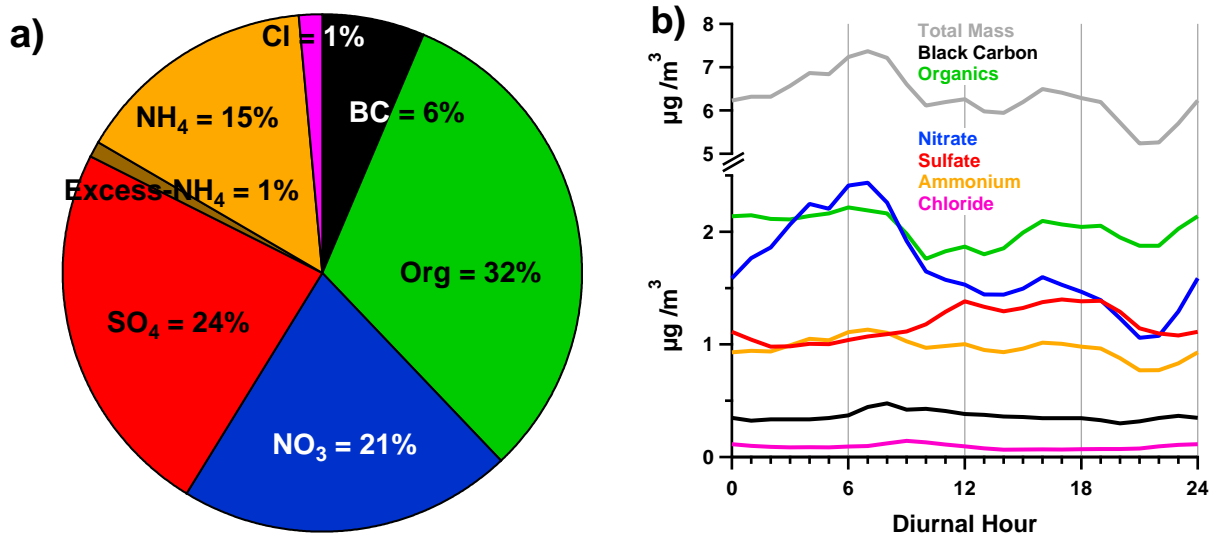 a)
Cl = 1%
BC = 6%
NH4 = 15%
Excess-NH4 = 1%
Org = 32%
SO4 = 24%
NO3 = 21%
b)
8
7
6
5
µg /m3
Total Mass
Black Carbon
Organics
Nitrate
Sulfate
Ammonium
Chloride
2
1
0
µg /m3
0
6
12
18
24
Diurnal Hour